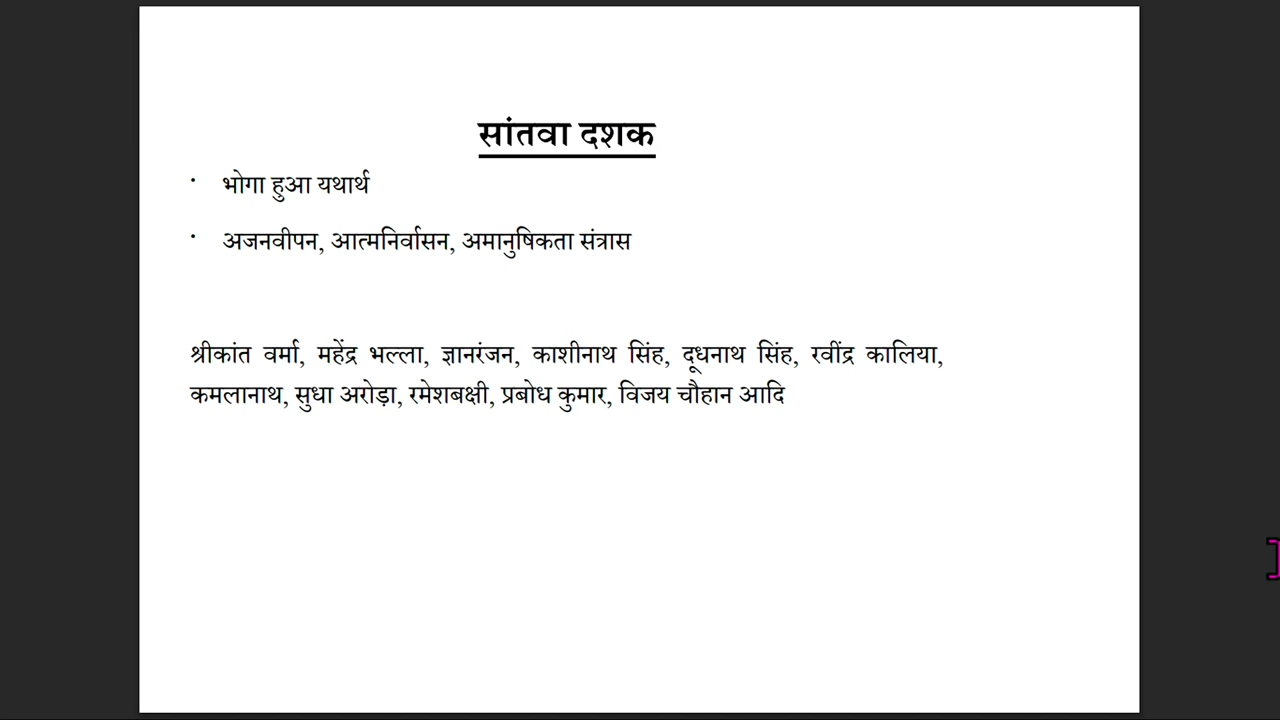 सांतवा दशक
· भोगा हुआ यथार्थ
· अजनवीपन, आत्मनिर्वासन, अमानुषिकता संत्रास
श्रीकांत वर्मा, महेंद्र भल्ला, ज्ञानरंजन, काशीनाथ सिंह, दूधनाथ सिंह, रवींद्र कालिया,
कमलानाथ, सुधा अरोड़ा, रमेशबक्षी, प्रबोध कुमार, विजय चौहान आदि